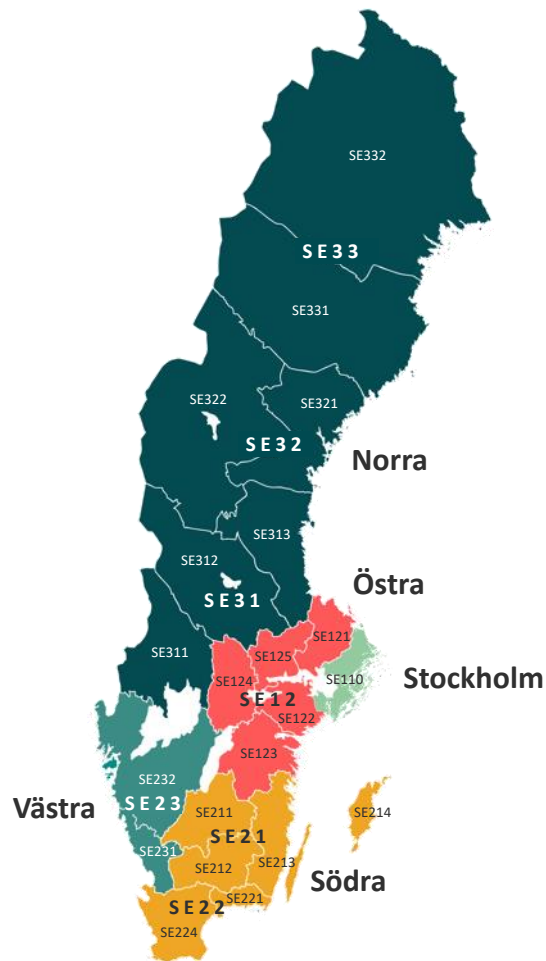 SE332
SE33
SE331
SE322
SE321
SE32
Norra
SE313
SE312
SE31
Östra
SE121
SE311
SE125
SE110
Stockholm
SE124
SE12
SE122
SE123
SE232
Västra
SE23
SE211
SE214
SE21
SE231
SE212
SE213
Södra
SE221
SE22
SE224